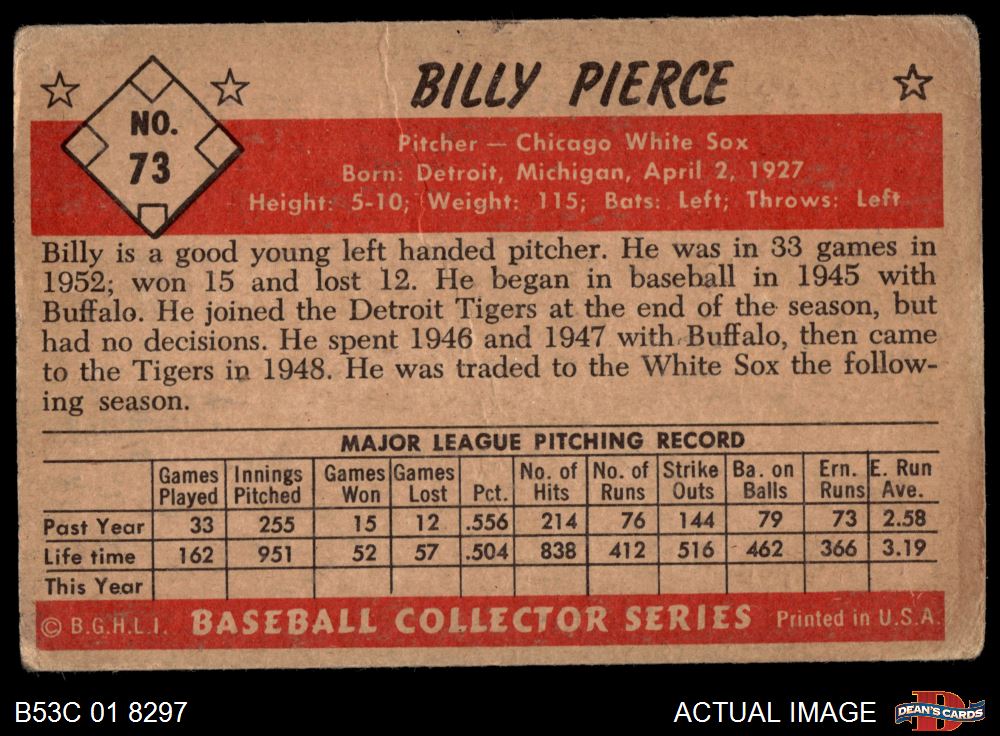 NO.
73
BILLY PIERCE
Pitcher — Chicago White Sox
Born: Detroit, Michigan, April 2, 1927
Height: 5-10; Weight: 115; Bats: Left; Throws: Left
Billy is a good young left handed pitcher. He was in 33 games in
1952; won 15 and lost 12. He began in baseball in 1945 with
Buffalo. He joined the Detroit Tigers at the end of the season, but
had no decisions. He spent 1946 and 1947 with Buffalo, then came
to the Tigers in 1948. He was traded to the White Sox the follow-
ing season.
MAJOR LEAGUE PITCHING RECORD
Games Played Innings Pitched Games Won Games Lost Pct. No. of Hits No. of Runs Strike Outs Ba. on Balls Ern. Runs E. Run Ave.
Past Year 33 255 15 12 .556 214 76 144 79 73 2.58
Life time 162 951 52 57 .504 838 412 516 462 366 3.19
This Year
© B.G.H.L.I. BASEBALL COLLECTOR SERIES Printed in U.S.A.
B53C 01 8297 ACTUAL IMAGE DEAN'S CARDS